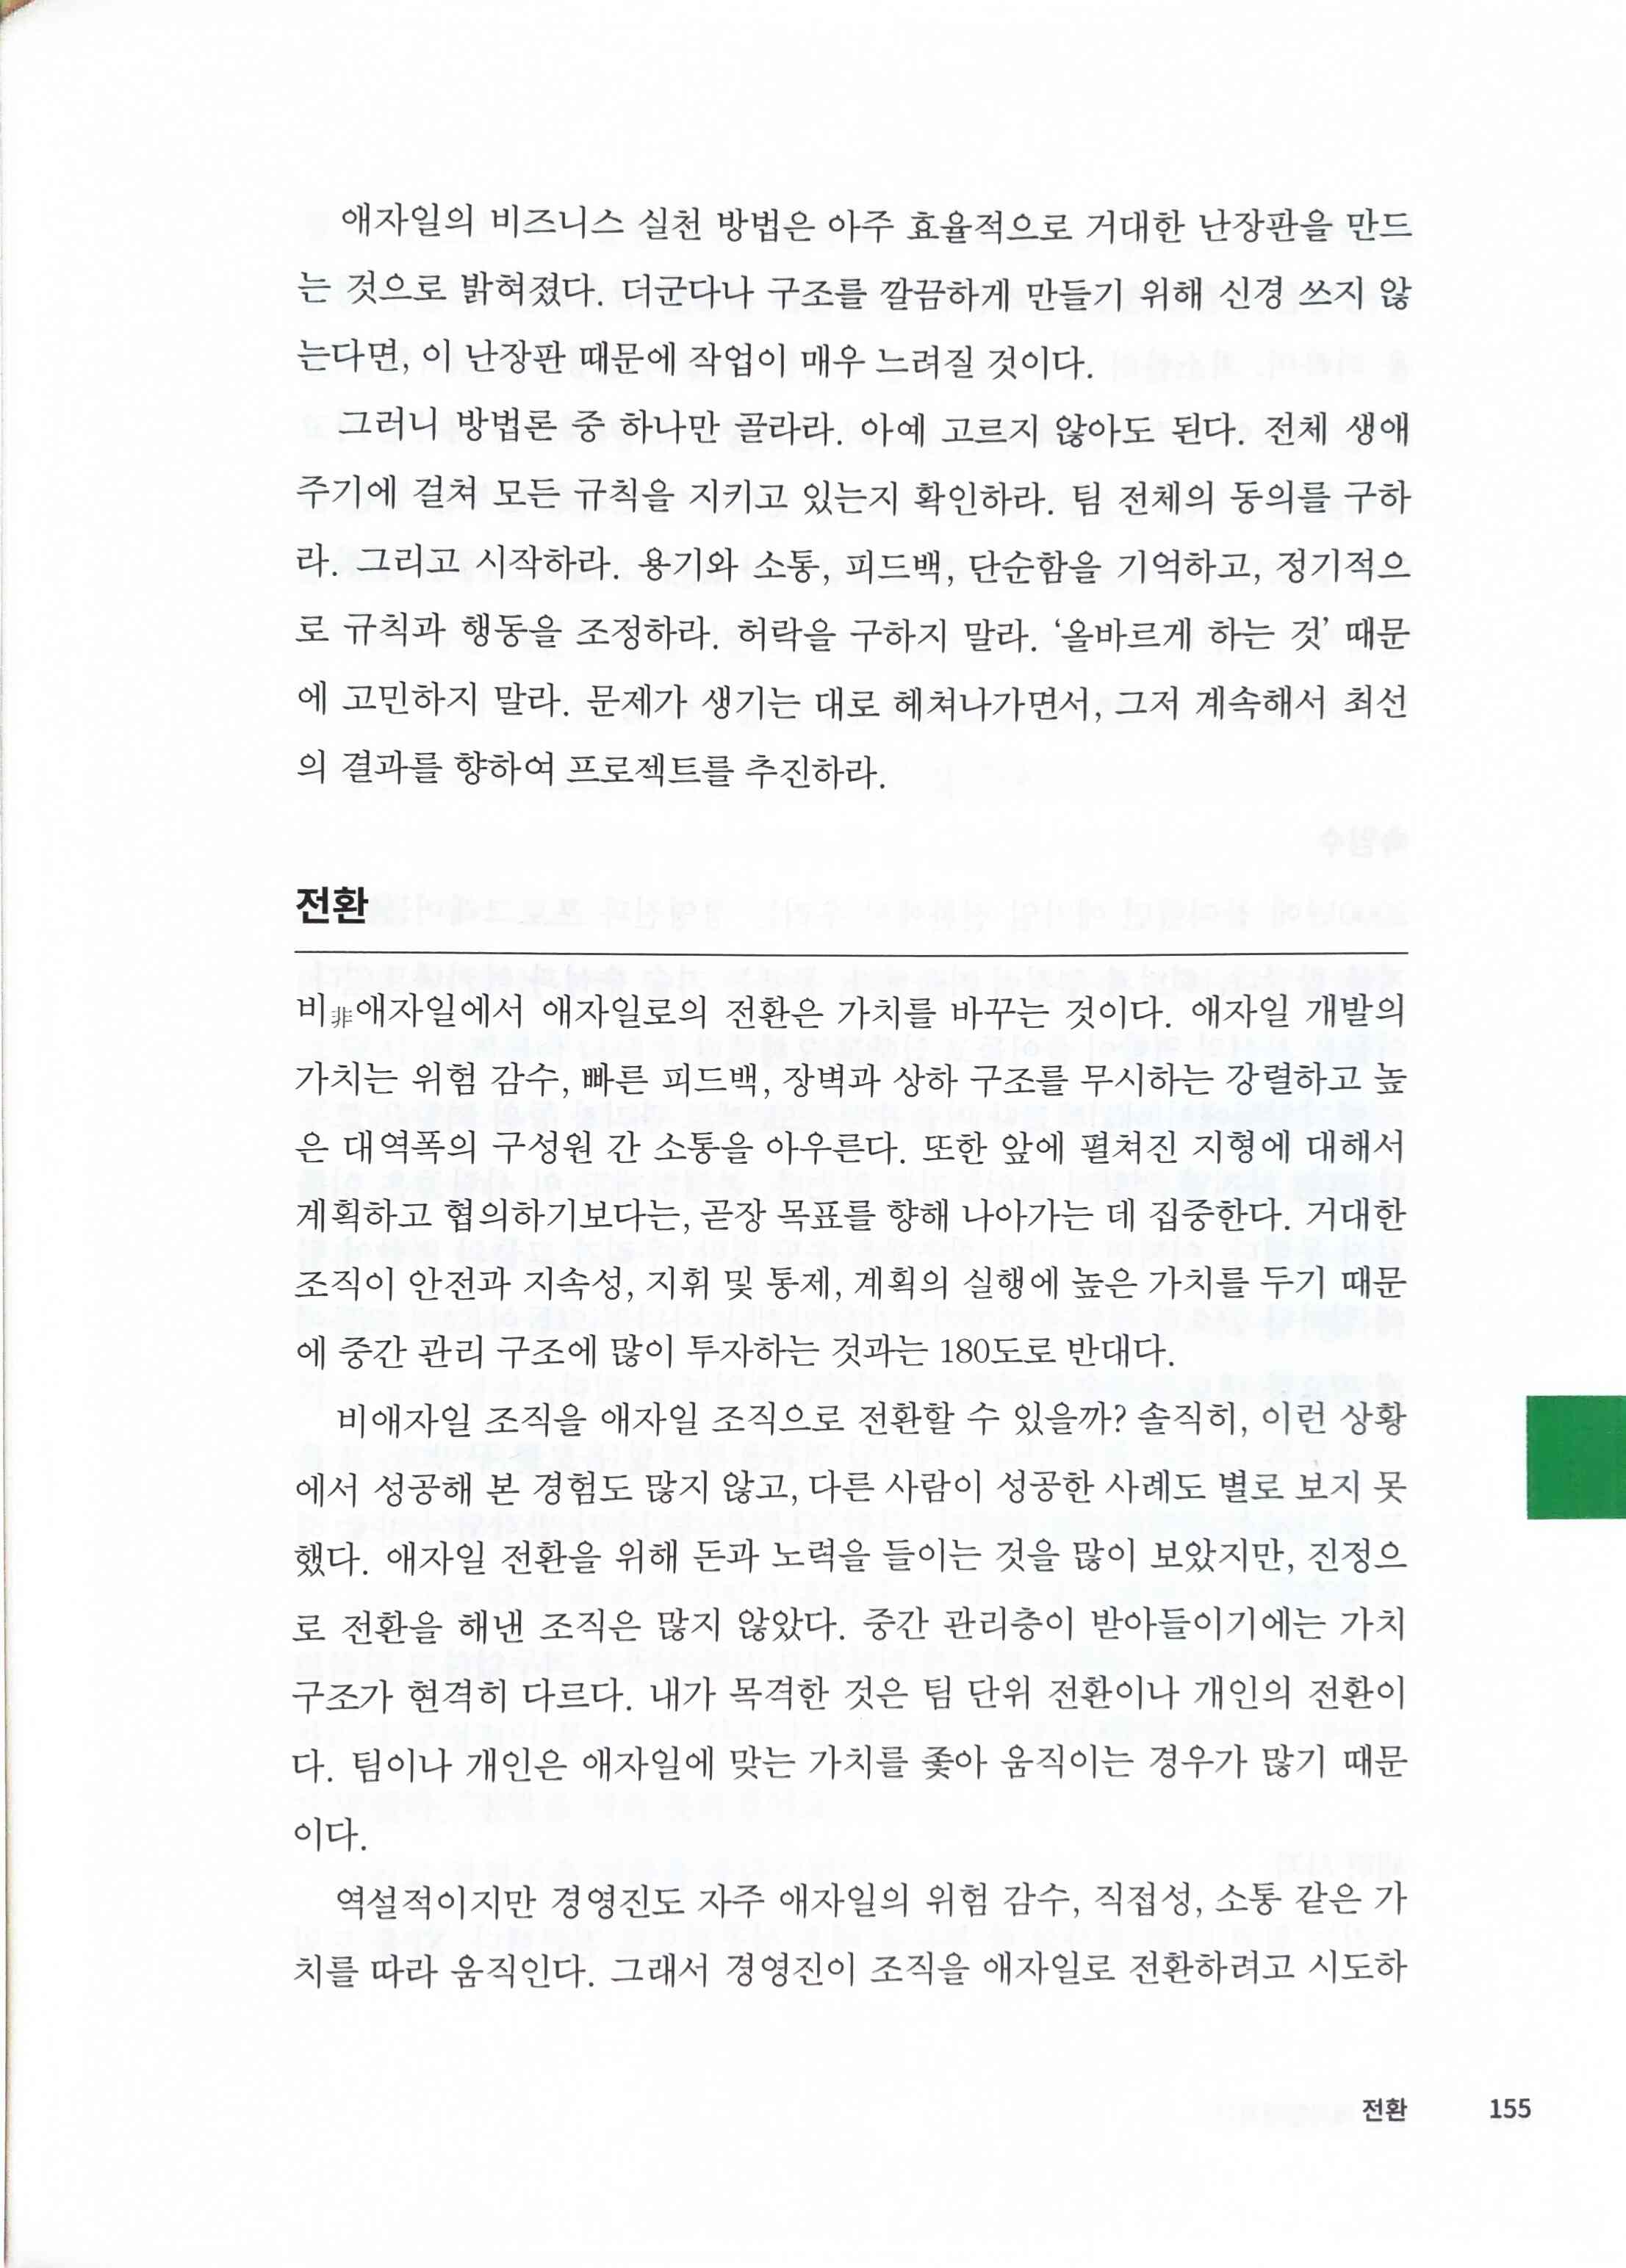 애자일의 비즈니스 실천 방법은 아주 효율적으로 거대한 난장판을 만드
는 것으로 밝혀졌다. 더군다나 구조를 깔끔하게 만들기 위해 신경 쓰지 않
는다면, 이 난장판 때문에 작업이 매우 느려질 것이다.
그러니 방법론 중 하나만 골라라. 아예 고르지 않아도 된다. 전체 생애
주기에 걸쳐 모든 규칙을 지키고 있는지 확인하라. 팀 전체의 동의를 구하
라. 그리고 시작하라. 용기와 소통, 피드백, 단순함을 기억하고, 정기적으
로 규칙과 행동을 조정하라. 허락을 구하지 말라. ‘올바르게 하는 것’ 때문
에 고민하지 말라. 문제가 생기는 대로 헤쳐나가면서, 그저 계속해서 최선
의 결과를 향하여 프로젝트를 추진하라.
전환
비非애자일에서 애자일로의 전환은 가치를 바꾸는 것이다. 애자일 개발의
가치는 위험 감수, 빠른 피드백, 장벽과 상하 구조를 무시하는 강렬하고 높
은 대역폭의 구성원 간 소통을 아우른다. 또한 앞에 펼쳐진 지형에 대해서
계획하고 협의하기보다는, 곧장 목표를 향해 나아가는 데 집중한다. 거대한
조직이 안전과 지속성, 지휘 및 통제, 계획의 실행에 높은 가치를 두기 때문
에 중간 관리 구조에 많이 투자하는 것과는 180도로 반대다.
비애자일 조직을 애자일 조직으로 전환할 수 있을까? 솔직히, 이런 상황
에서 성공해 본 경험도 많지 않고, 다른 사람이 성공한 사례도 별로 보지 못
했다. 애자일 전환을 위해 돈과 노력을 들이는 것을 많이 보았지만, 진정으
로 전환을 해낸 조직은 많지 않았다. 중간 관리층이 받아들이기에는 가치
구조가 현격히 다르다. 내가 목격한 것은 팀 단위 전환이나 개인의 전환이
다. 팀이나 개인은 애자일에 맞는 가치를 좇아 움직이는 경우가 많기 때문
이다.
역설적이지만 경영진도 자주 애자일의 위험 감수, 직접성, 소통 같은 가
치를 따라 움직인다. 그래서 경영진이 조직을 애자일로 전환하려고 시도하
전환 155